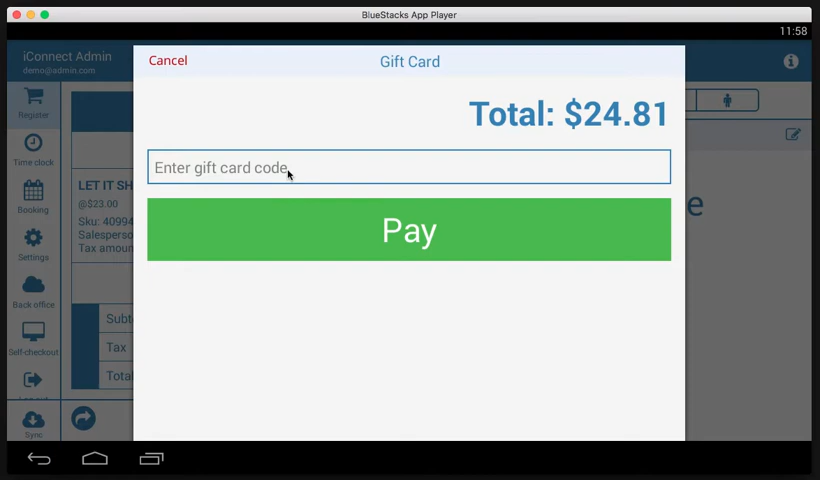 BlueStacks App Player
11:58
iConnect Admin
demo@admin.com
Cancel
Gift Card
Register
Total: $24.81
Time clock
Enter gift card code
LET IT SH
@$23.00
Booking
Sku: 40994
Salesperso
Pay
Tax amoun
Settings
Back office
Subt
Tax
Self-checkout
Total
Sync